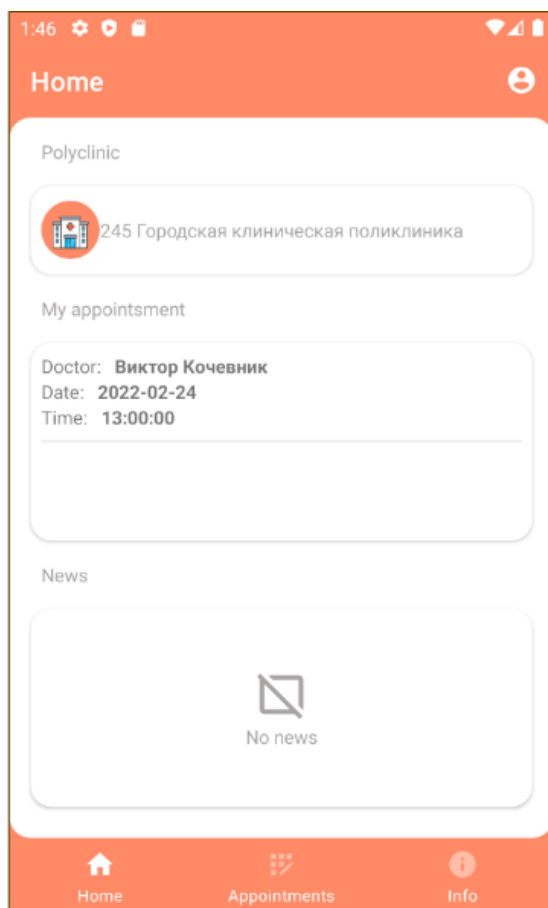 1:46
Home
Polyclinic
245 Городская клиническая поликлиника
My appointsment
Doctor: Виктор Кочевник
Date: 2022-02-24
Time: 13:00:00
News
No news
Home Appointments Info